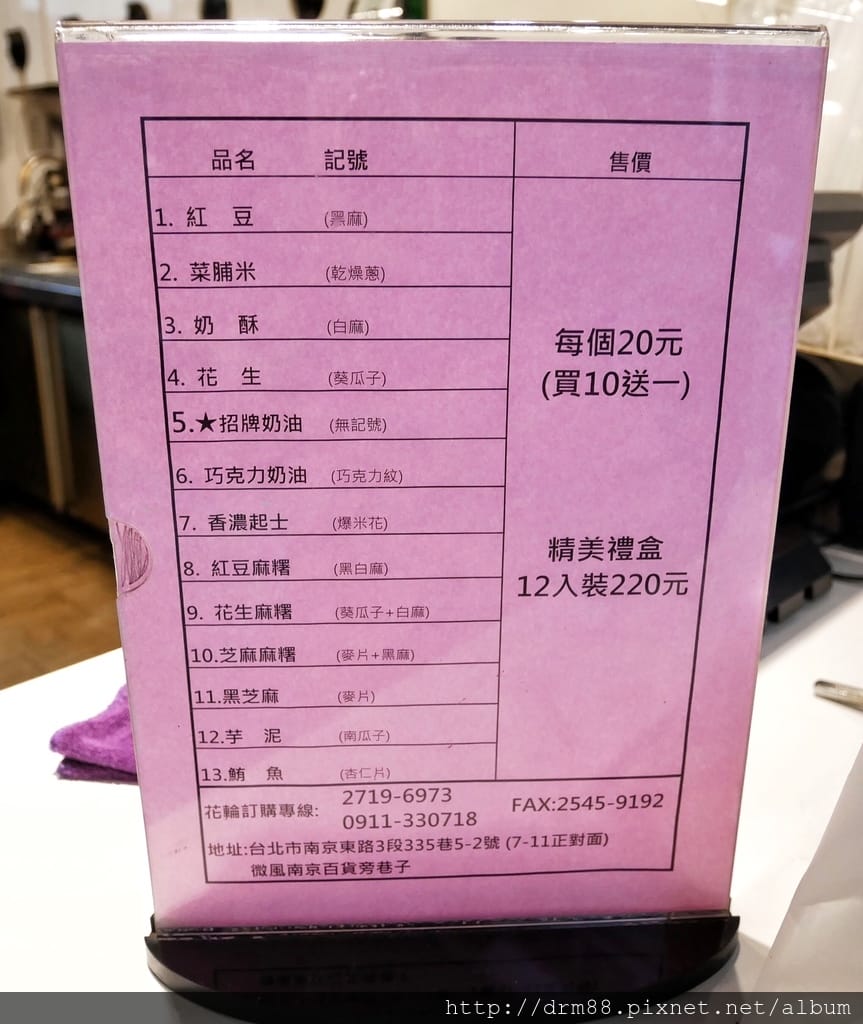 品名 記號 售價
1. 紅 豆 (黑麻)
2. 菜脯米 (乾燥蔥)
3. 奶 酥 (白麻)
4. 花 生 (葵瓜子)
5.★招牌奶油 (無記號)
6. 巧克力奶油 (巧克力紋)
7. 香濃起士 (爆米花)
8. 紅豆麻糬 (黑白麻)
9. 花生麻糬 (葵瓜子+白麻)
10.芝麻麻糬 (麥片+黑麻)
11.黑芝麻 (麥片)
12.芋 泥 (南瓜子)
13.鮪 魚 (杏仁片)
每個20元
(買10送一)
精美禮盒
12入裝220元
花輪訂購專線: 2719-6973
0911-330718
FAX:2545-9192
地址:台北市南京東路3段335巷5-2號 (7-11正對面)
微風南京百貨旁巷子
http://drm88.pixnet.net/album